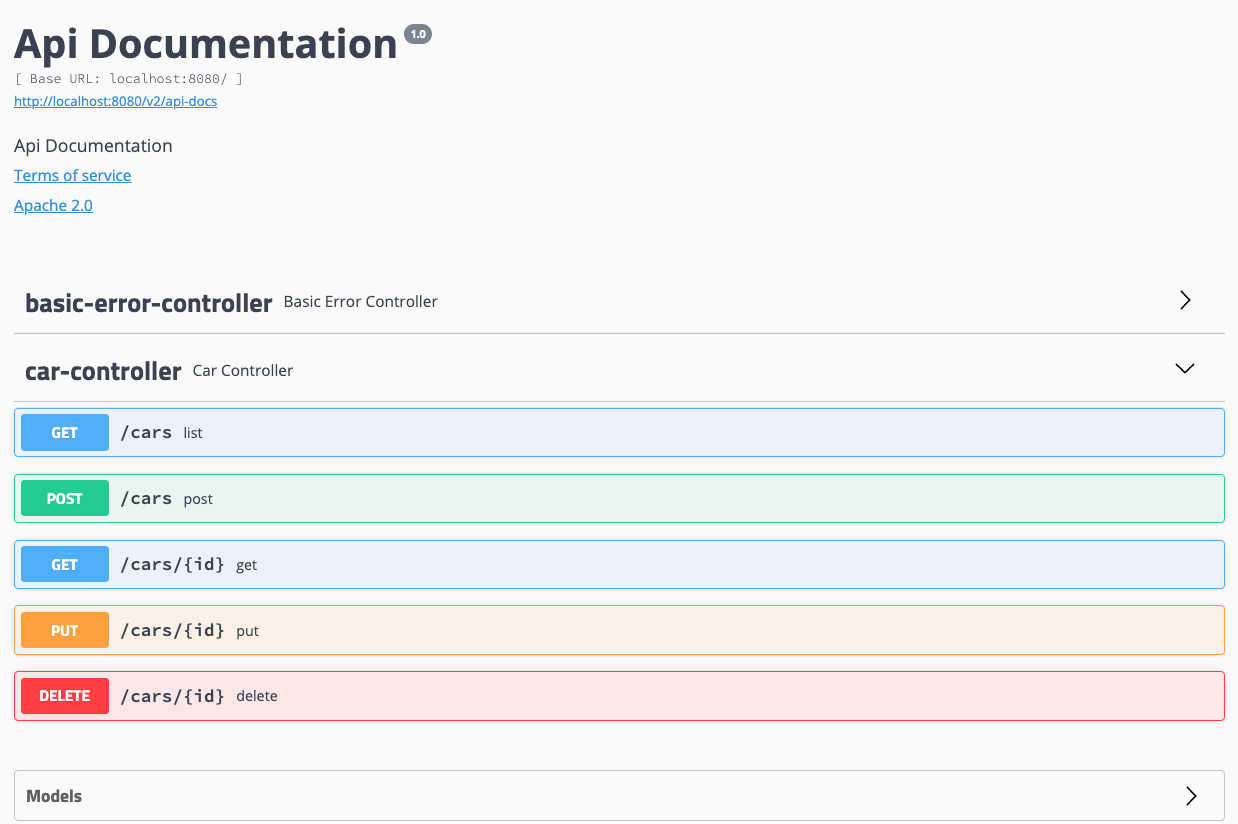 Api Documentation 1.0
[ Base URL: localhost:8080/ ]
http://localhost:8080/v2/api-docs
Api Documentation
Terms of service
Apache 2.0
basic-error-controller Basic Error Controller
car-controller Car Controller
GET /cars list
POST /cars post
GET /cars/{id} get
PUT /cars/{id} put
DELETE /cars/{id} delete
Models